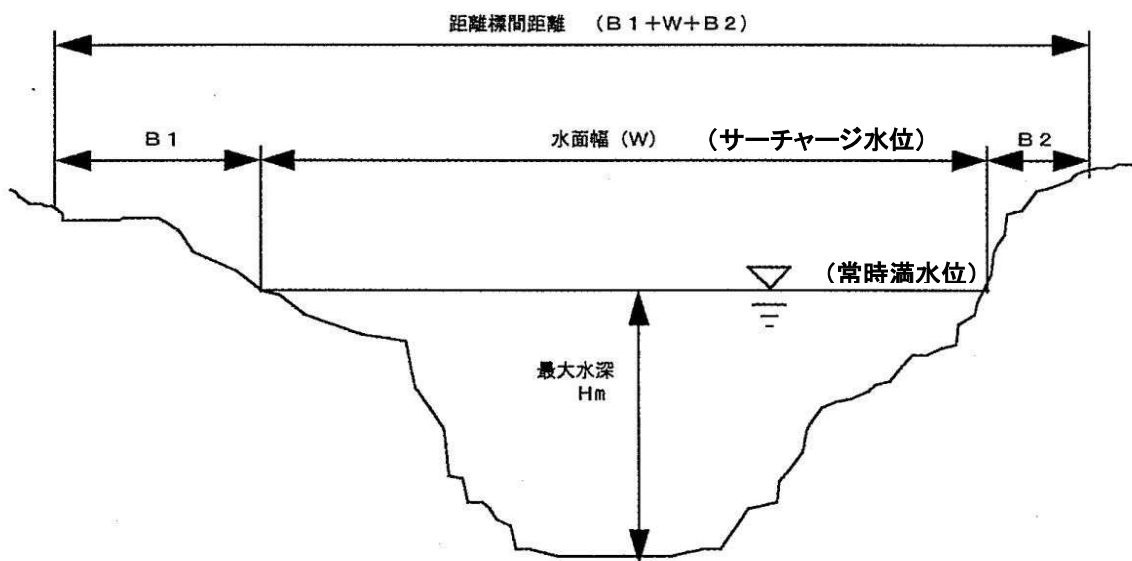 距離標間距離 (B1+W+B2)
B1
水面幅 (W) (サーチャージ水位)
B2
(常時満水位)
最大水深
Hm